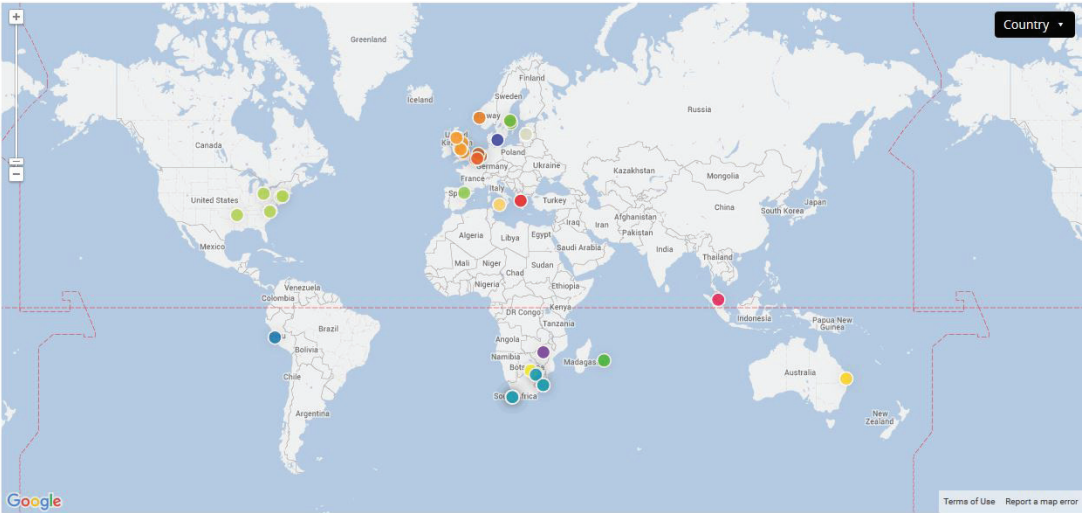 +
Country
Greenland
Finland
Iceland
Sweden
Russia
Canada
Poland
Ukraine
Kazakhstan
Mongolia
France
United States
Italy
Turkey
China
South Korea
Japan
Afghanistan
Pakistan
Iraq
Iran
Mexico
Algeria
Libya
Egypt
Saudi Arabia
India
Thailand
Mali
Niger
Chad
Sudan
Nigeria
Ethiopia
Venezuela
Colombia
DR Congo
Kenya
Tanzania
Indonesia
Papua New
Guinea
Brazil
Bolivia
Angola
Namibia
Australia
Chile
Argentina
New
Zealand
Google
Terms of Use
Report a map error